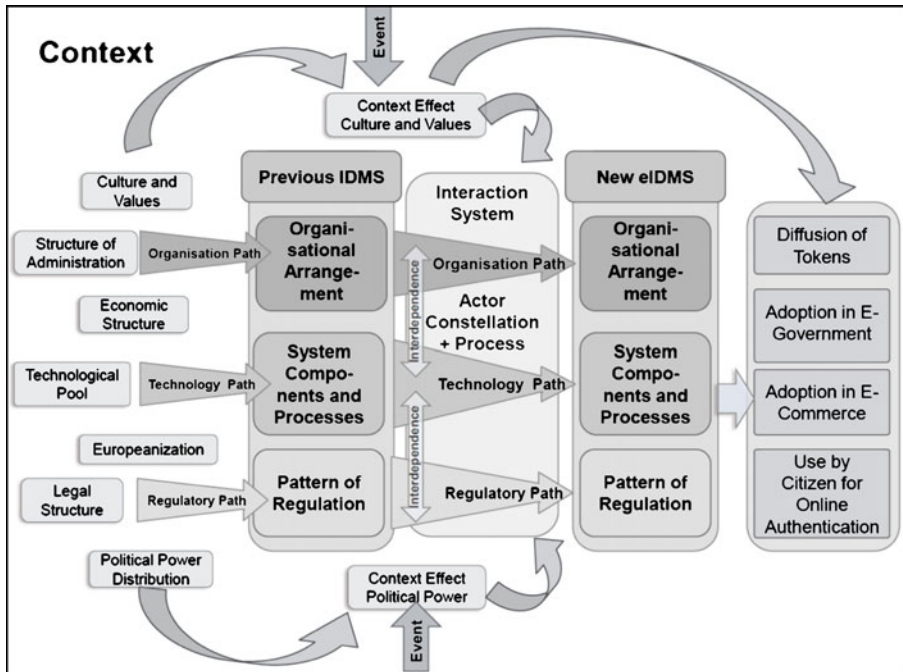 Context
Event
Context Effect
Culture and Values
Culture and
Values
Structure of
Administration
Economic
Structure
Technological
Pool
Europeanization
Legal
Structure
Political Power
Distribution
Organisation Path
Technology Path
Regulatory Path
Previous IDMS
Organi-
sational
Arrange-
ment
System
Compo-
nents and
Processes
Pattern of
Regulation
Interaction
System
Organisation Path
Interdependence
Actor
Constellation
+ Process
Technology Path
Interdependence
Regulatory Path
New eIDMS
Organi-
sational
Arrange-
ment
System
Compo-
nents and
Processes
Pattern of
Regulation
Diffusion of
Tokens
Adoption in E-
Government
Adoption in E-
Commerce
Use by
Citizen for
Online
Authentication
Context Effect
Political Power
Event